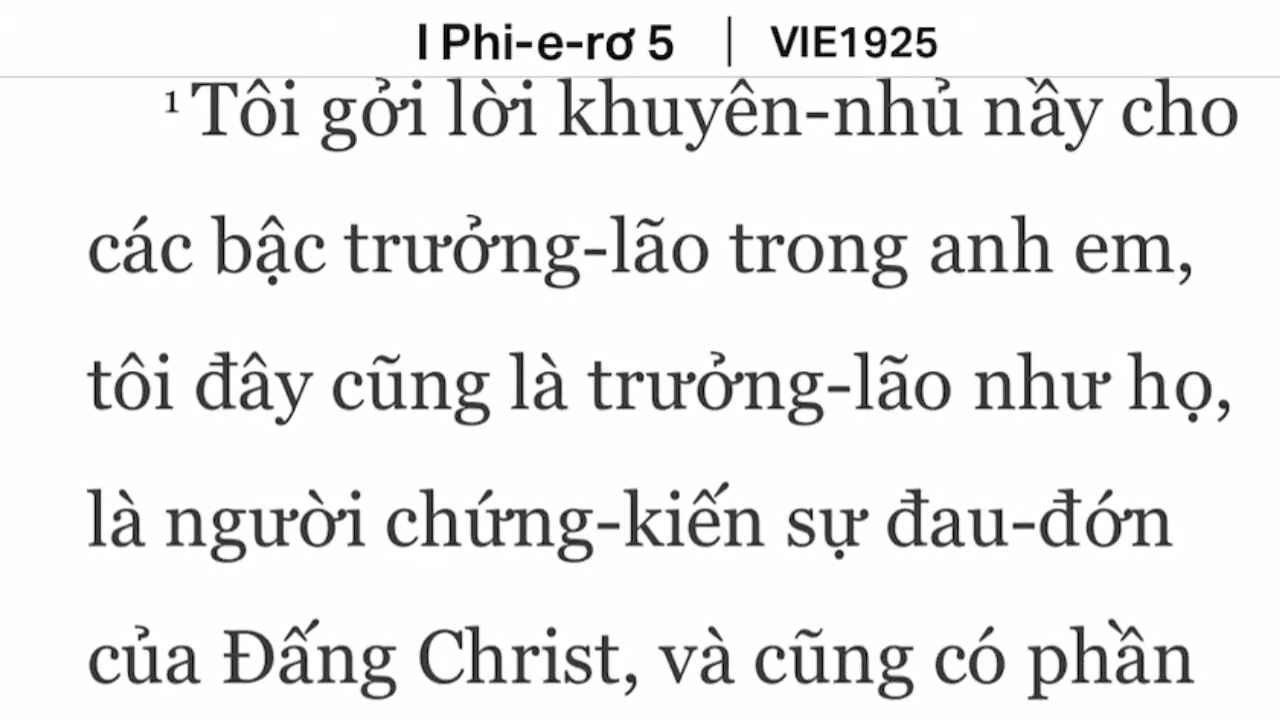 I Phi-e-rơ 5 | VIE1925
1 Tôi gởi lời khuyên-nhủ nầy cho
các bậc trưởng-lão trong anh em,
tôi đây cũng là trưởng-lão như họ,
là người chứng-kiến sự đau-đớn
của Đấng Christ, và cũng có phần